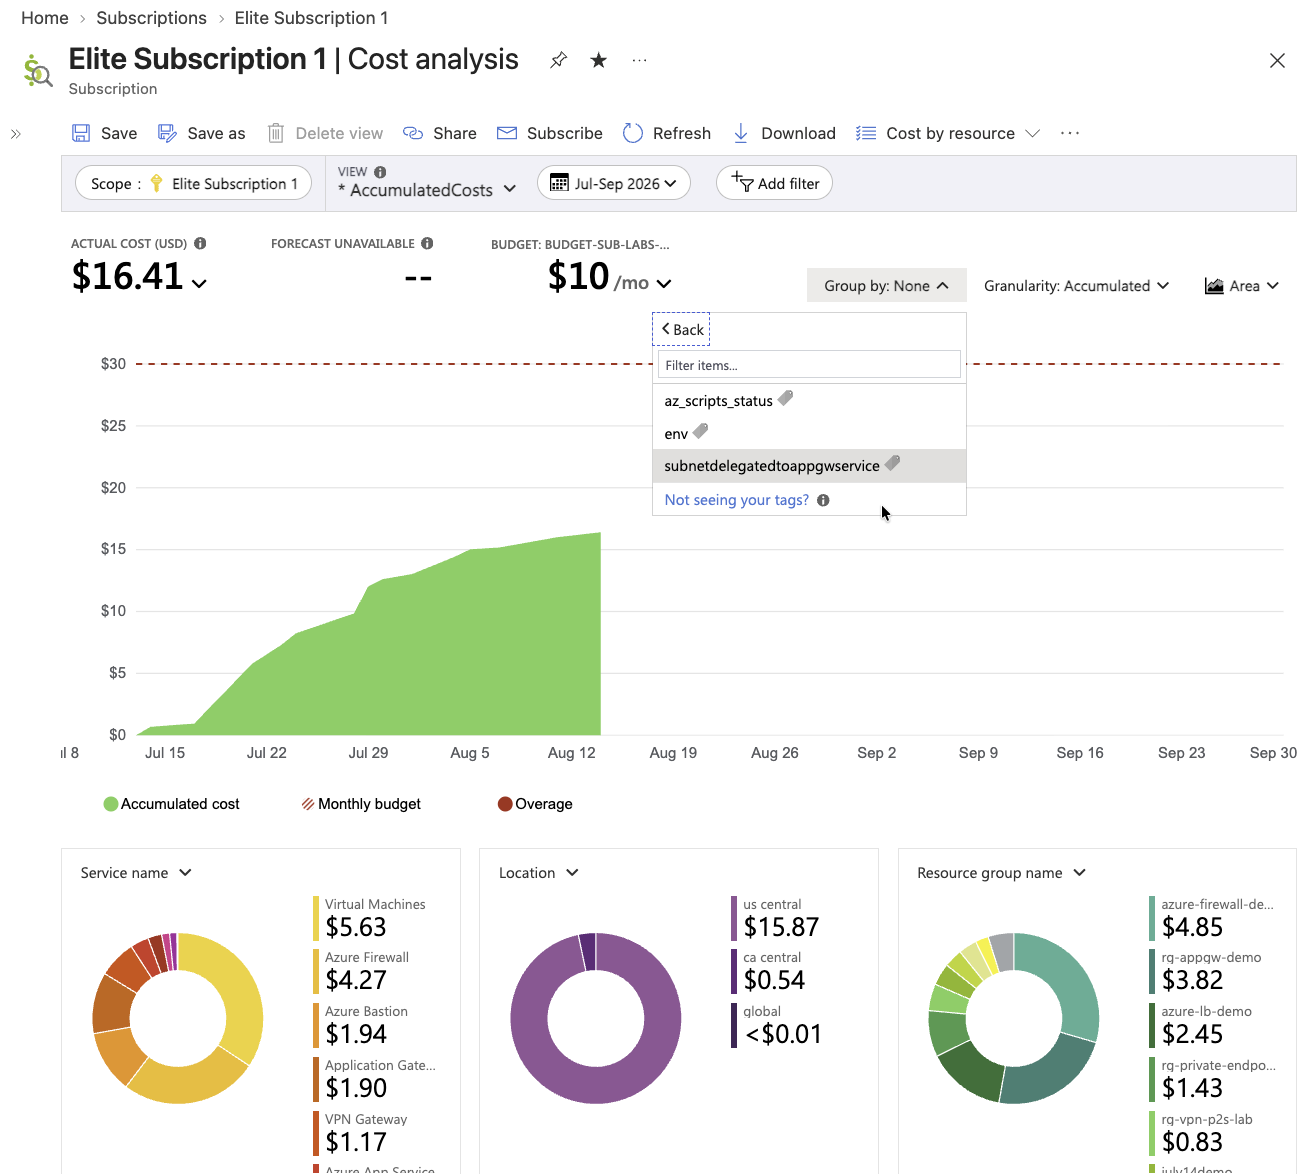 Home › Subscriptions › Elite Subscription 1
Elite Subscription 1 | Cost analysis
Subscription
Save Save as Delete view Share Subscribe Refresh Download Cost by resource
Scope : Elite Subscription 1
VIEW
* AccumulatedCosts
Jul-Sep 2026
Add filter
ACTUAL COST (USD)
$16.41
FORECAST UNAVAILABLE
--
BUDGET: BUDGET-SUB-LABS-...
$10 /mo
Group by: None
Granularity: Accumulated
Area
Back
Filter items...
az_scripts_status
env
subnetdelegatedtoappgwservice
Not seeing your tags?
$30
$25
$20
$15
$10
$5
$0
Jul 15 Jul 22 Jul 29 Aug 5 Aug 12 Aug 19 Aug 26 Sep 2 Sep 9 Sep 16 Sep 23 Sep 30
Accumulated cost Monthly budget Overage
Service name
Virtual Machines
$5.63
Azure Firewall
$4.27
Azure Bastion
$1.94
Application Gate...
$1.90
VPN Gateway
$1.17
Azure App Service
Location
us central
$15.87
ca central
$0.54
global
<$0.01
Resource group name
azure-firewall-de...
$4.85
rg-appgw-demo
$3.82
azure-lb-demo
$2.45
rg-private-endpo...
$1.43
rg-vpn-p2s-lab
$0.83
july14demo